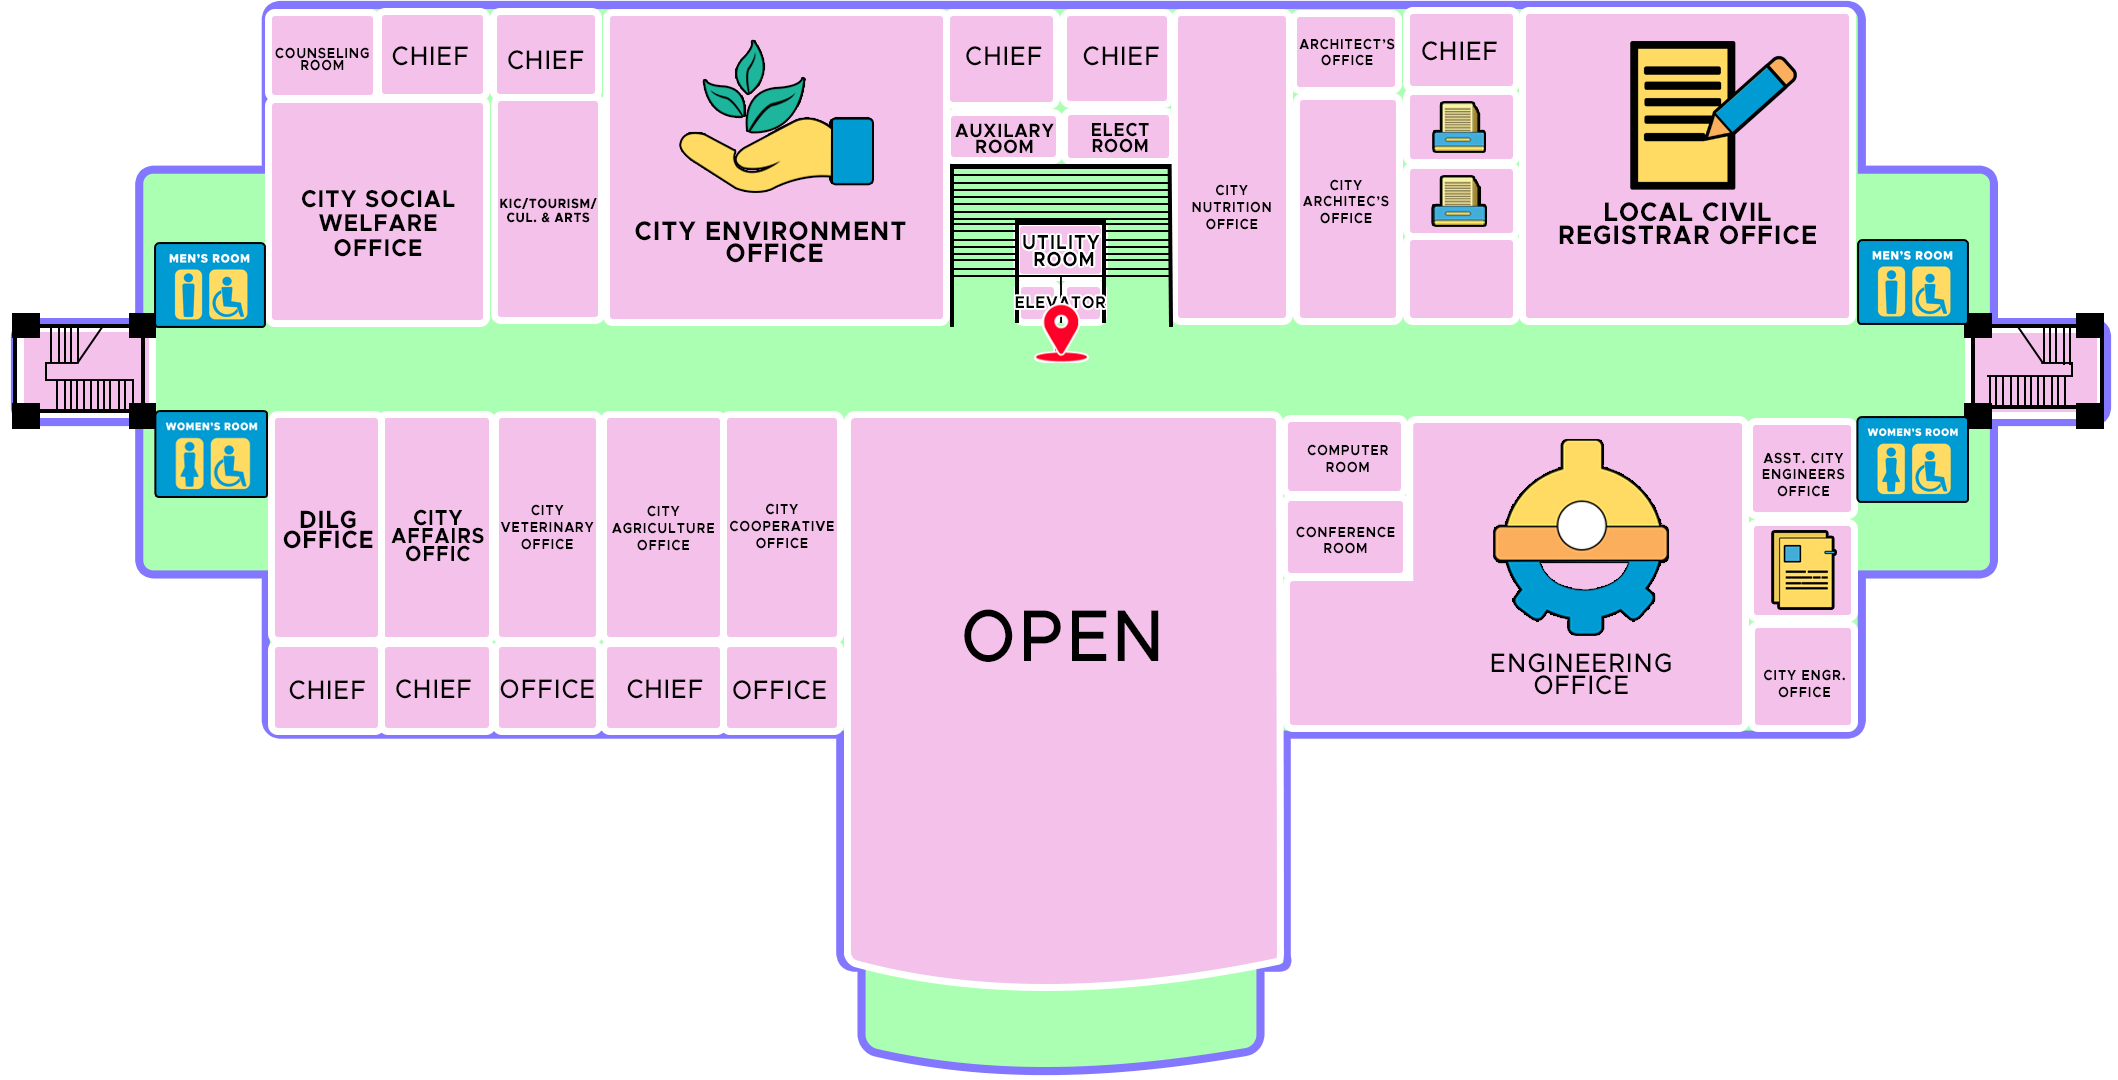 COUNSELING
ROOM
CHIEF
CHIEF
CITY SOCIAL
WELFARE
OFFICE
KIC/TOURISM/
CUL. & ARTS
CITY ENVIRONMENT
OFFICE
CHIEF
CHIEF
AUXILARY
ROOM
ELECT
ROOM
UTILITY
ROOM
ELEVATOR
CITY
NUTRITION
OFFICE
ARCHITECT'S
OFFICE
CITY
ARCHITEC'S
OFFICE
CHIEF
LOCAL CIVIL
REGISTRAR OFFICE
MEN'S ROOM
MEN'S ROOM
WOMEN'S ROOM
DILG
OFFICE
CITY
AFFAIRS
OFFIC
CITY
VETERINARY
OFFICE
CITY
AGRICULTURE
OFFICE
CITY
COOPERATIVE
OFFICE
CHIEF
CHIEF
OFFICE
CHIEF
OFFICE
OPEN
COMPUTER
ROOM
CONFERENCE
ROOM
ENGINEERING
OFFICE
ASST. CITY
ENGINEERS
OFFICE
CITY ENGR.
OFFICE
WOMEN'S ROOM